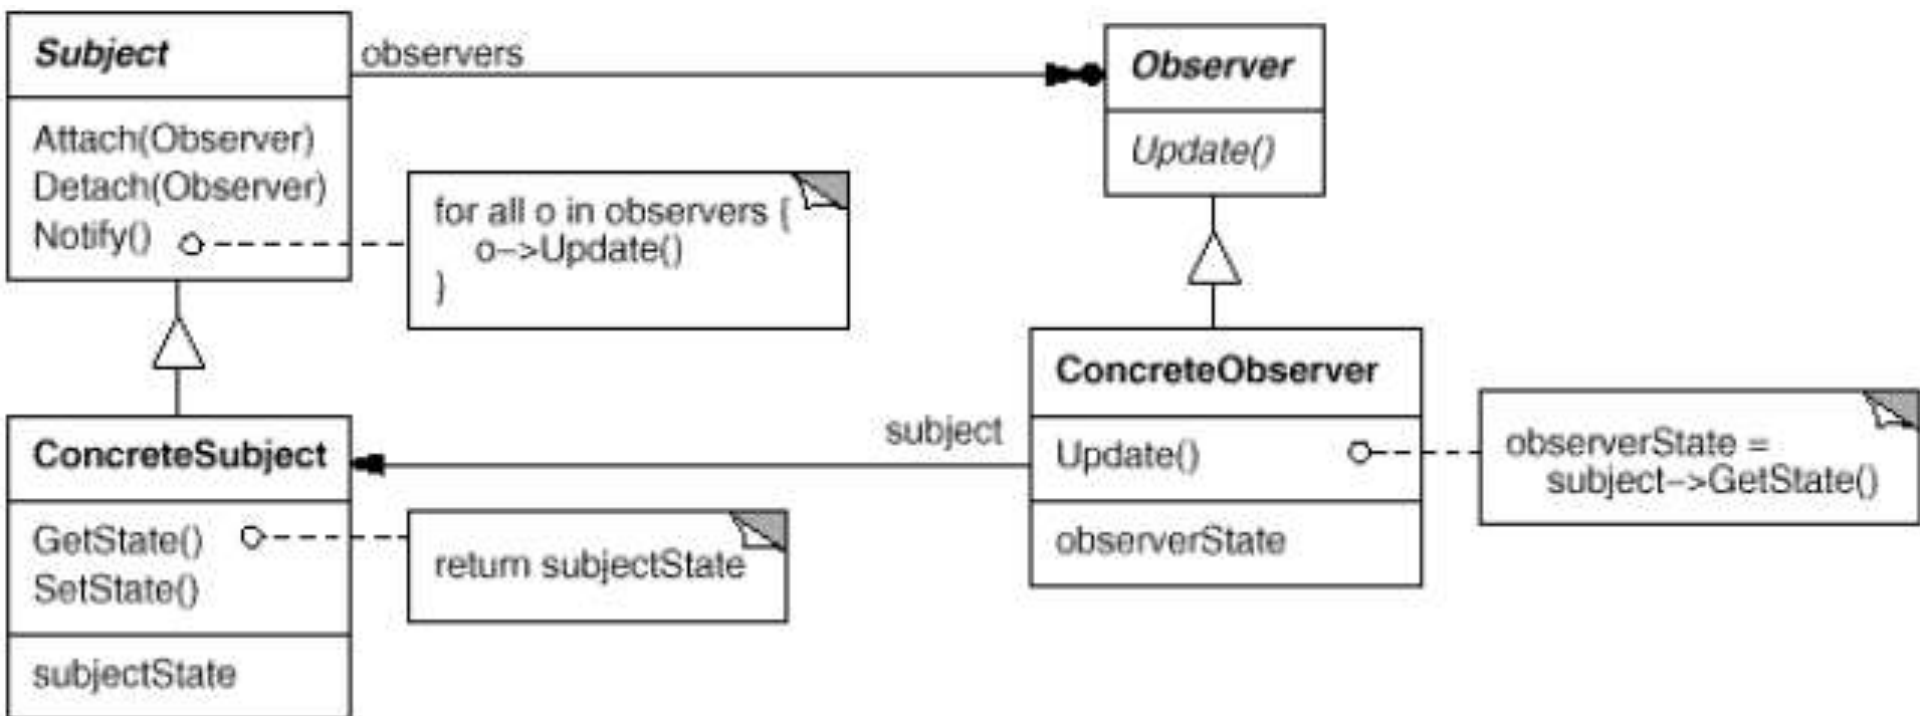 Subject
Attach(Observer)
Detach(Observer)
Notify()
observers
for all o in observers {
o–>Update()
}
Observer
Update()
ConcreteSubject
GetState()
SetState()
subjectState
return subjectState
subject
ConcreteObserver
Update()
observerState
observerState =
subject–>GetState()